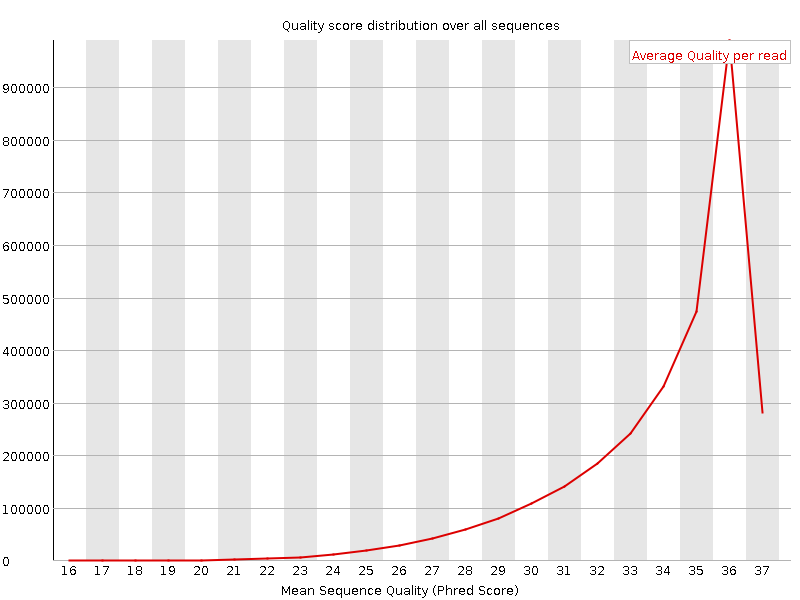 Quality score distribution over all sequences
Average Quality per read
900000
800000
700000
600000
500000
400000
300000
200000
100000
0
16 17 18 19 20 21 22 23 24 25 26 27 28 29 30 31 32 33 34 35 36 37
Mean Sequence Quality (Phred Score)